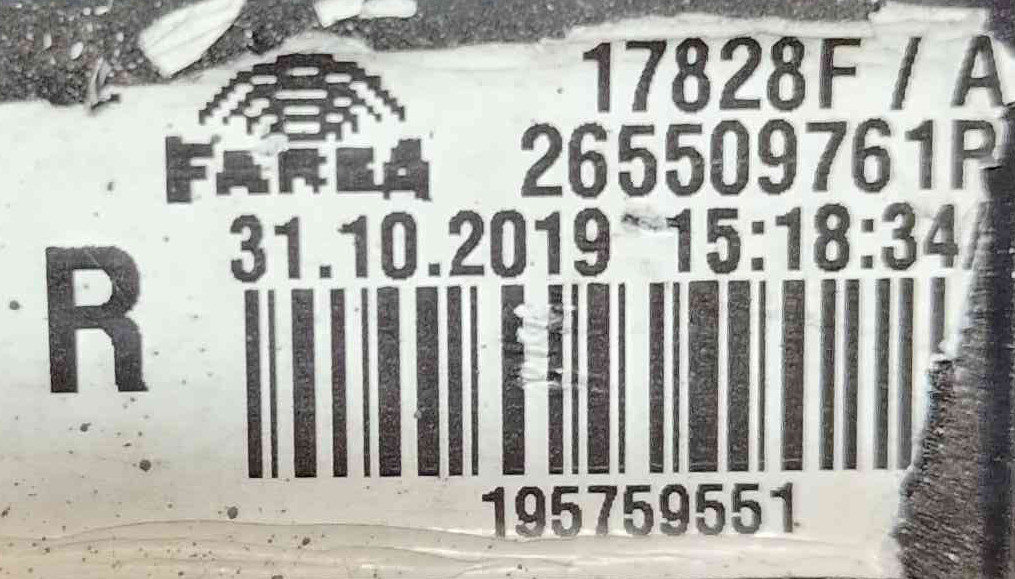 17828F / A
FARBA
265509761R
31.10.2019 15:18:34
R
195759551